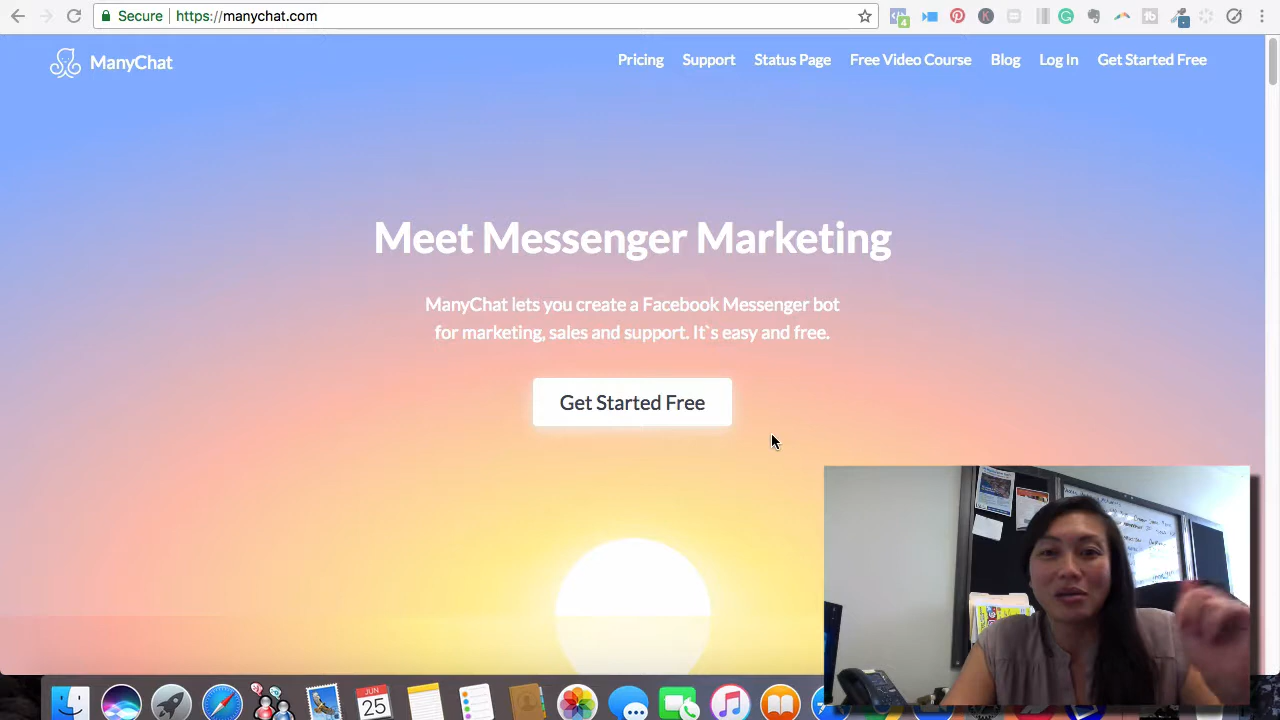 Secure
https://manychat.com
4
ManyChat
Pricing
Support
Status Page
Free Video Course
Blog
Log In
Get Started Free
Meet Messenger Marketing
ManyChat lets you create a Facebook Messenger bot
for marketing, sales and support. It`s easy and free.
Get Started Free
JUN
25